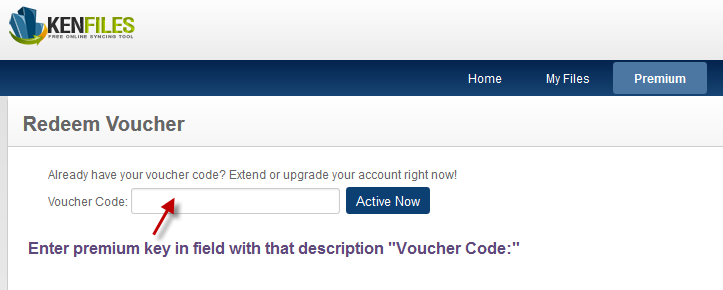 KENFILES
FREE ONLINE SYNCING TOOL
Home My Files Premium
Redeem Voucher
Already have your voucher code? Extend or upgrade your account right now!
Voucher Code: Active Now
Enter premium key in field with that description "Voucher Code:"